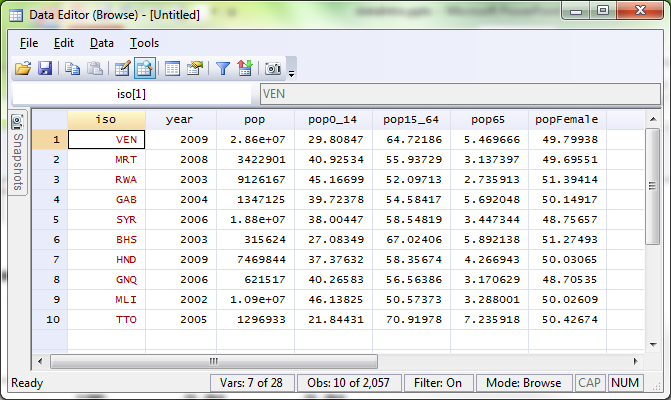 Data Editor (Browse) - [Untitled]
File Edit Data Tools
iso[1] VEN
Snapshots
iso year pop pop0_14 pop15_64 pop65 popFemale
1 VEN 2009 2.86e+07 29.80847 64.72186 5.469666 49.79938
2 MRT 2008 3422901 40.92534 55.93729 3.137397 49.69551
3 RWA 2003 9126167 45.16699 52.09713 2.735913 51.39414
4 GAB 2004 1347125 39.72378 54.58417 5.692048 50.14917
5 SYR 2006 1.88e+07 38.00447 58.54819 3.447344 48.75657
6 BHS 2003 315624 27.08349 67.02406 5.892138 51.27493
7 HND 2009 7469844 37.37632 58.35674 4.266943 50.03065
8 GNQ 2006 621517 40.26583 56.56386 3.170629 48.70535
9 MLI 2002 1.09e+07 46.13825 50.57373 3.288001 50.02609
10 TTO 2005 1296933 21.84431 70.91978 7.235918 50.42674
Ready Vars: 7 of 28 Obs: 10 of 2,057 Filter: On Mode: Browse CAP NUM